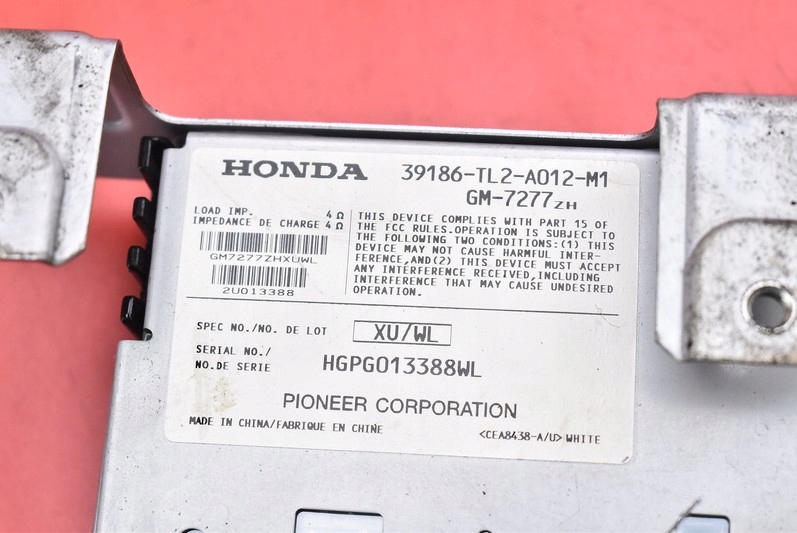 HONDA 39186-TL2-A012-M1
GM-7277ZH
LOAD IMP. 4Ω
IMPEDANCE DE CHARGE 4Ω
GM7277ZHXUWL
2U013388
THIS DEVICE COMPLIES WITH PART 15 OF
THE FCC RULES.OPERATION IS SUBJECT TO
THE FOLLOWING TWO CONDITIONS:(1) THIS
DEVICE MAY NOT CAUSE HARMFUL INTER-
FERENCE,AND(2) THIS DEVICE MUST ACCEPT
ANY INTERFERENCE RECEIVED,INCLUDING
INTERFERENCE THAT MAY CAUSE UNDESIRED
OPERATION.
SPEC NO./NO. DE LOT XU/WL
SERIAL NO./
NO.DE SERIE HGPG013388WL
PIONEER CORPORATION
MADE IN CHINA/FABRIQUE EN CHINE <CEA8438-A/U> WHITE